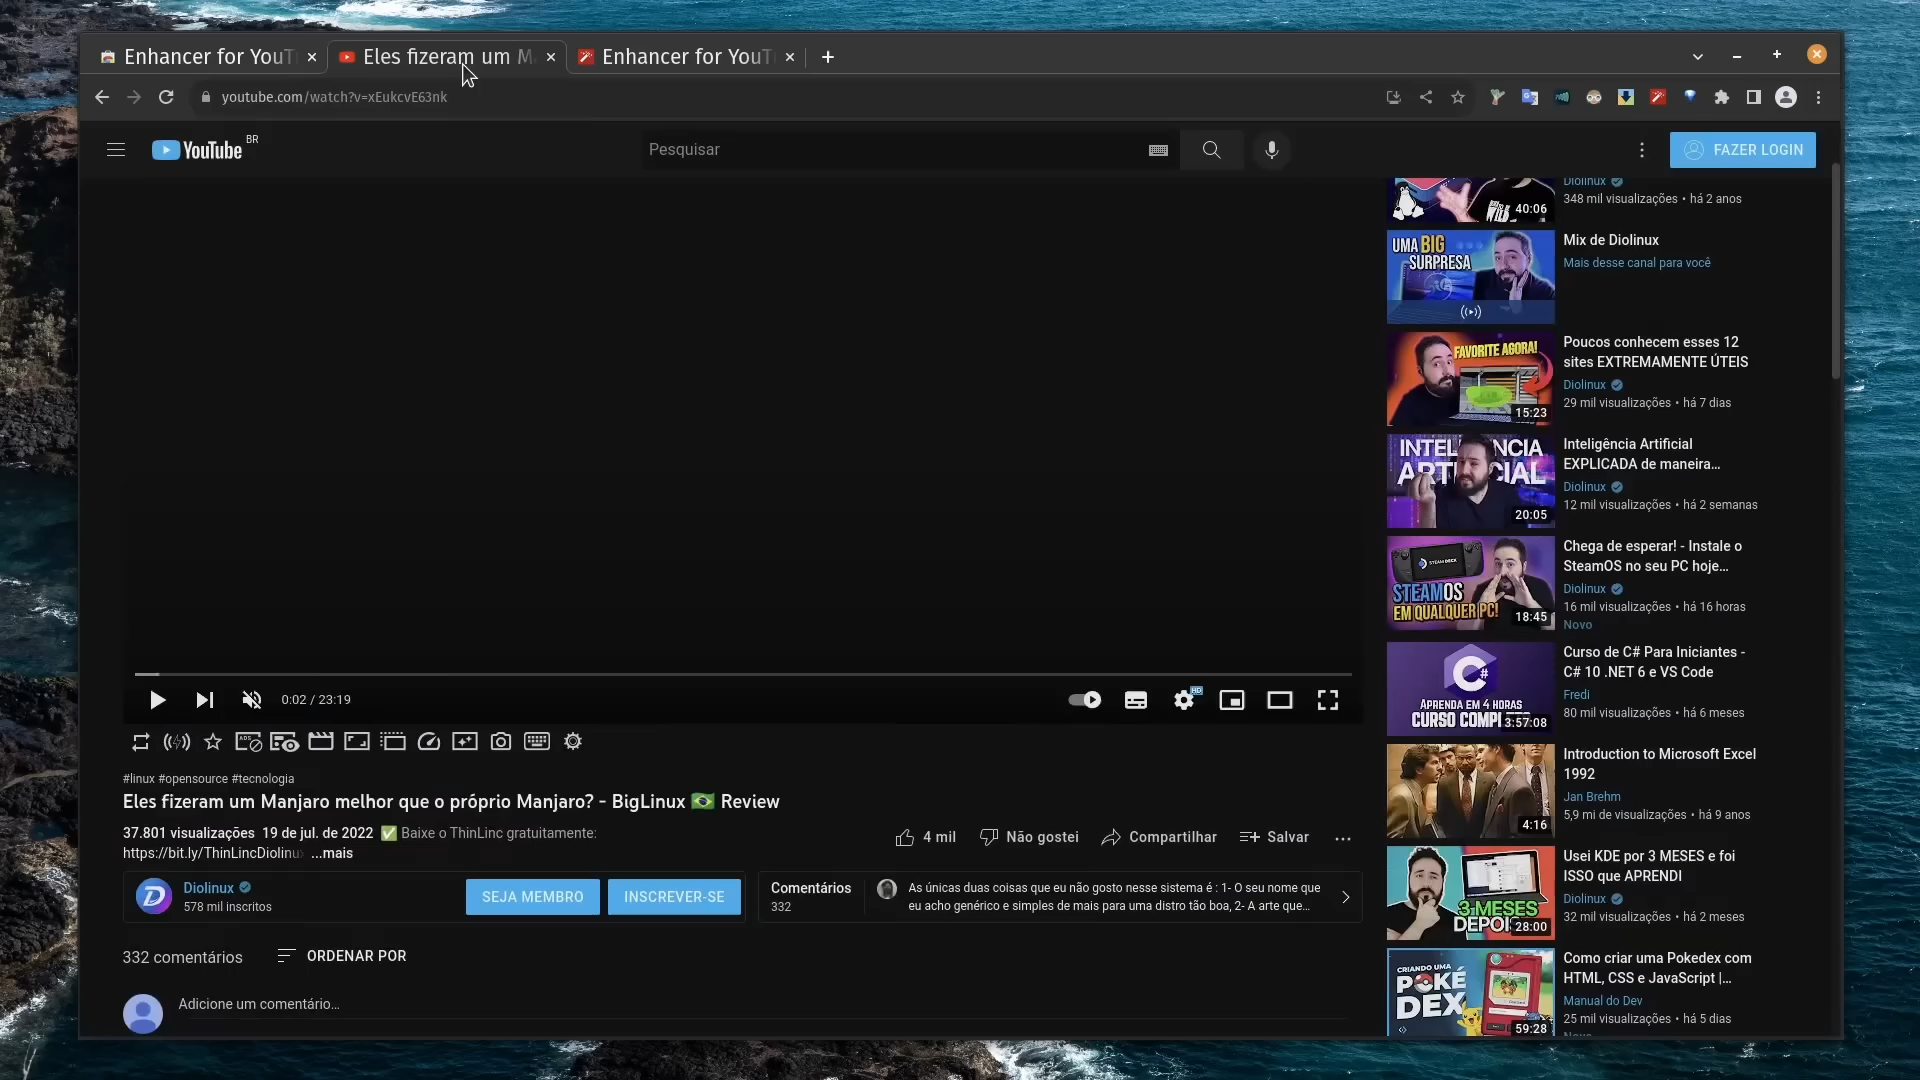 Enhancer for YouT
Eles fizeram um M
Enhancer for YouT
youtube.com/watch?v=xEukcvE63nk
YouTube BR
Pesquisar
FAZER LOGIN
0:02 / 23:19
HD
#linux #opensource #tecnologia
Eles fizeram um Manjaro melhor que o próprio Manjaro? - BigLinux 🇧🇷 Review
37.801 visualizações 19 de jul. de 2022 ✅ Baixe o ThinLinc gratuitamente:
https://bit.ly/ThinLincDiolinux ...mais
4 mil
Não gostei
Compartilhar
Salvar
Diolinux
578 mil inscritos
SEJA MEMBRO
INSCREVER-SE
Comentários
332
As únicas duas coisas que eu não gosto nesse sistema é : 1- O seu nome que
eu acho genérico e simples de mais para uma distro tão boa, 2- A arte que...
332 comentários
ORDENAR POR
Adicione um comentário...
40:06
Diolinux
348 mil visualizações • há 2 anos
UMA BIG
SURPRESA
Mix de Diolinux
Mais desse canal para você
FAVORITE AGORA!
15:23
Poucos conhecem esses 12
sites EXTREMAMENTE ÚTEIS
Diolinux
29 mil visualizações • há 7 dias
20:05
Inteligência Artificial
EXPLICADA de maneira...
Diolinux
12 mil visualizações • há 2 semanas
STEAM DECK
STEAMOS
EM QUALQUER PC!
18:45
Chega de esperar! - Instale o
SteamOS no seu PC hoje...
Diolinux
16 mil visualizações • há 16 horas
Novo
C#
APRENDA EM 4 HORAS
CURSO COMPLETO
3:57:08
Curso de C# Para Iniciantes -
C# 10 .NET 6 e VS Code
Fredi
80 mil visualizações • há 6 meses
4:16
Introduction to Microsoft Excel
1992
Jan Brehm
5,9 mi de visualizações • há 9 anos
3 MESES
DEPOIS
28:00
Usei KDE por 3 MESES e foi
ISSO que APRENDI
Diolinux
32 mil visualizações • há 2 meses
CRIANDO UMA
POKÉ
DEX
59:28
Como criar uma Pokedex com
HTML, CSS e JavaScript |...
Manual do Dev
25 mil visualizações • há 5 dias